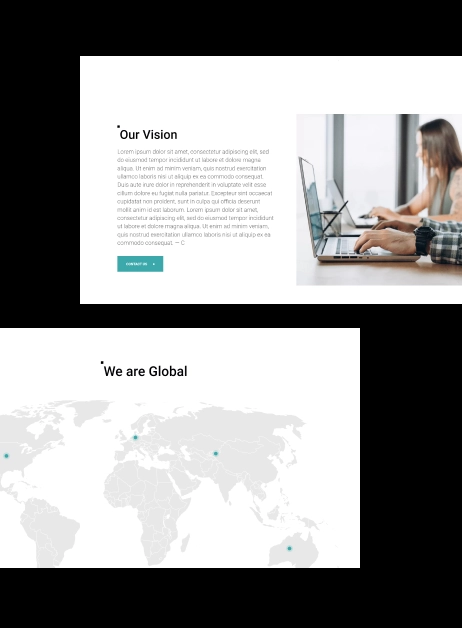 Our Vision
Lorem ipsum dolor sit amet, consectetur adipiscing elit, sed
do eiusmod tempor incididunt ut labore et dolore magna
aliqua. Ut enim ad minim veniam, quis nostrud exercitation
ullamco laboris nisi ut aliquip ex ea commodo consequat.
Duis aute irure dolor in reprehenderit in voluptate velit esse
cillum dolore eu fugiat nulla pariatur. Excepteur sint occaecat
cupidatat non proident, sunt in culpa qui officia deserunt
mollit anim id est laborum. Lorem ipsum dolor sit amet,
consectetur adipiscing elit, sed do eiusmod tempor incididunt
ut labore et dolore magna aliqua. Ut enim ad minim veniam,
quis nostrud exercitation ullamco laboris nisi ut aliquip ex ea
commodo consequat. — C
CONTACT US
We are Global